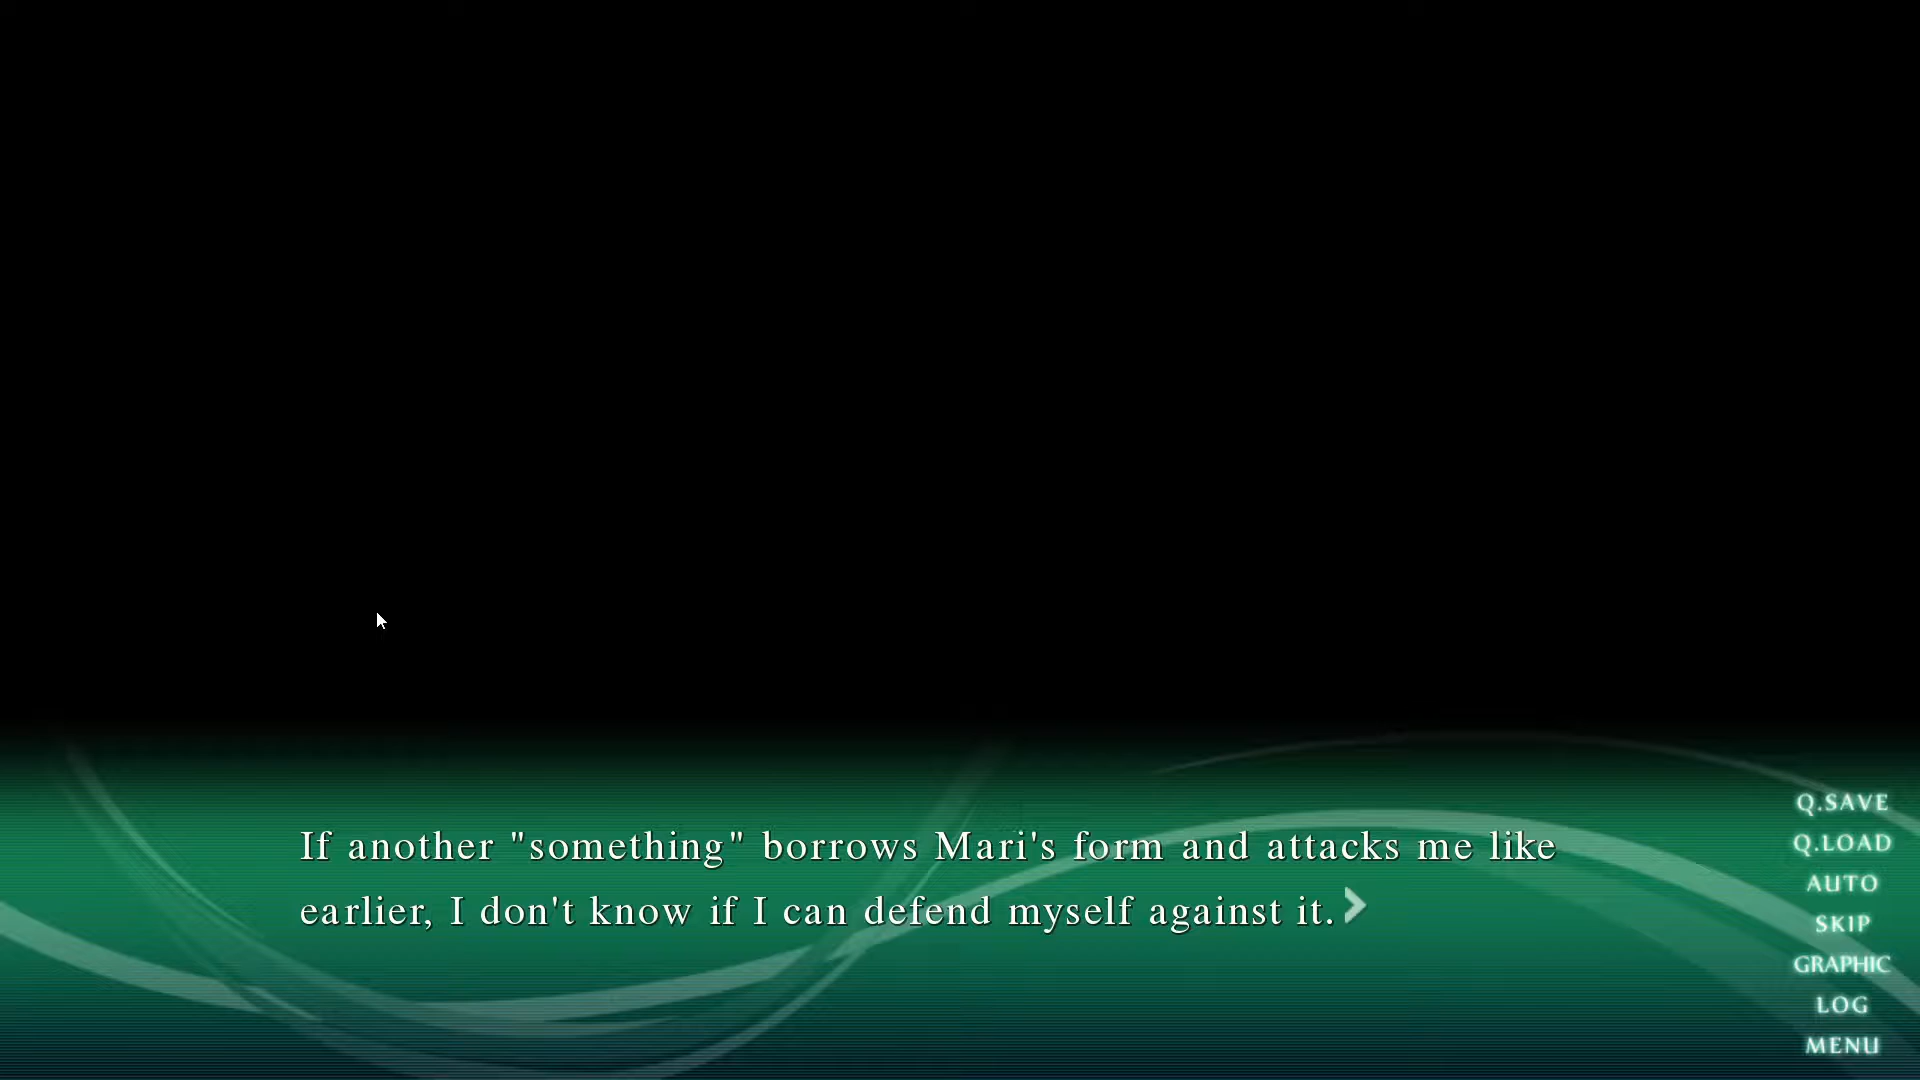 If another "something" borrows Mari's form and attacks me like
earlier, I don't know if I can defend myself against it.
Q.SAVE
Q.LOAD
AUTO
SKIP
GRAPHIC
LOG
MENU